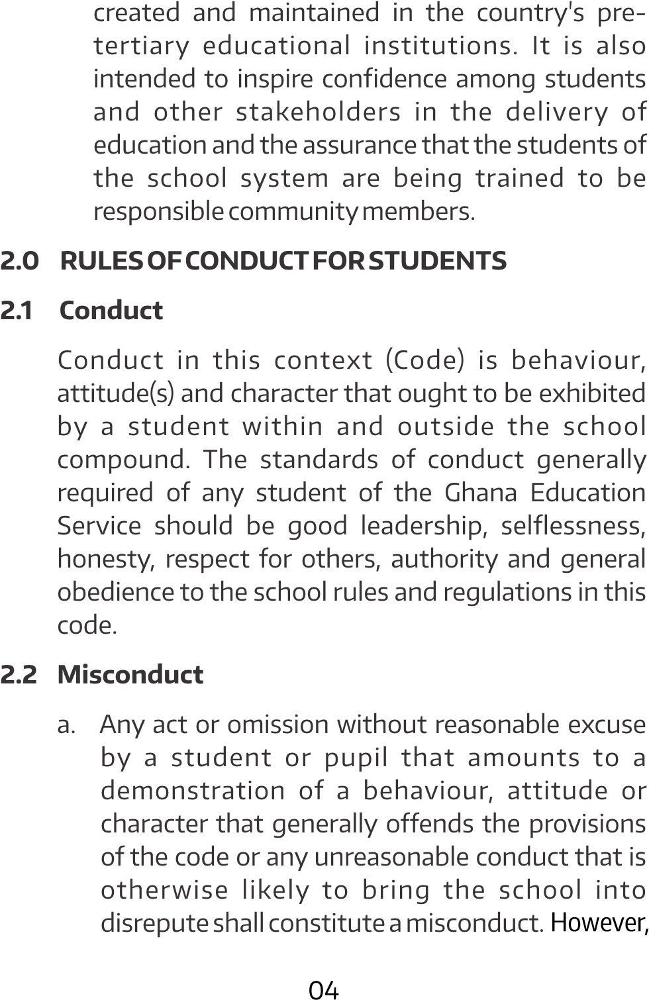 created and maintained in the country's pre-
tertiary educational institutions. It is also
intended to inspire confidence among students
and other stakeholders in the delivery of
education and the assurance that the students of
the school system are being trained to be
responsible community members.
2.0 RULES OF CONDUCT FOR STUDENTS
2.1 Conduct
Conduct in this context (Code) is behaviour,
attitude(s) and character that ought to be exhibited
by a student within and outside the school
compound. The standards of conduct generally
required of any student of the Ghana Education
Service should be good leadership, selflessness,
honesty, respect for others, authority and general
obedience to the school rules and regulations in this
code.
2.2 Misconduct
a. Any act or omission without reasonable excuse
by a student or pupil that amounts to a
demonstration of a behaviour, attitude or
character that generally offends the provisions
of the code or any unreasonable conduct that is
otherwise likely to bring the school into
disrepute shall constitute a misconduct. However,
04